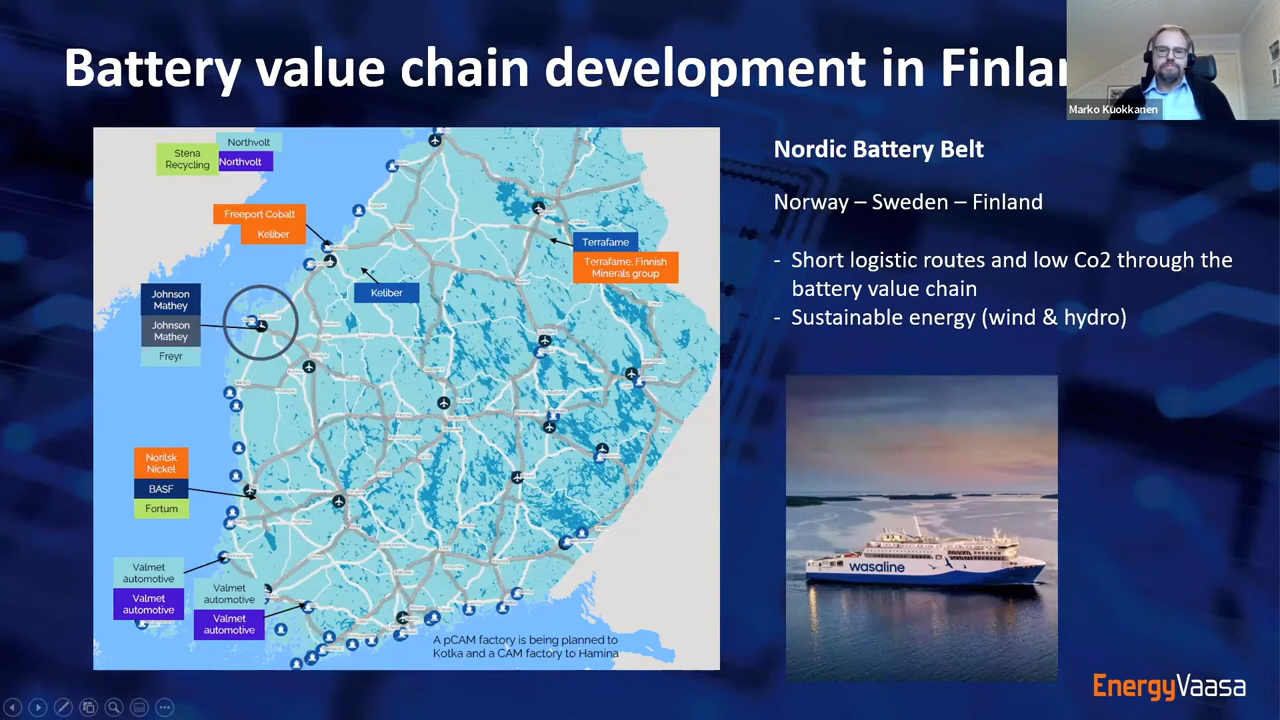 Battery value chain development in Finlan
Marko Kuokkanen
Northvolt
Stena
Recycling
Northvolt
Freeport Cobalt
Keliber
Terrafame
Terrafame, Finnish
Minerals group
Keliber
Johnson
Mathey
Johnson
Mathey
Freyr
Norilsk
Nickel
BASF
Fortum
Valmet
automotive
Valmet
automotive
Valmet
automotive
Valmet
automotive
A pCAM factory is being planned to
Kotka and a CAM factory to Hamina
Nordic Battery Belt
Norway – Sweden – Finland
- Short logistic routes and low Co2 through the
battery value chain
- Sustainable energy (wind & hydro)
wasaline
EnergyVaasa